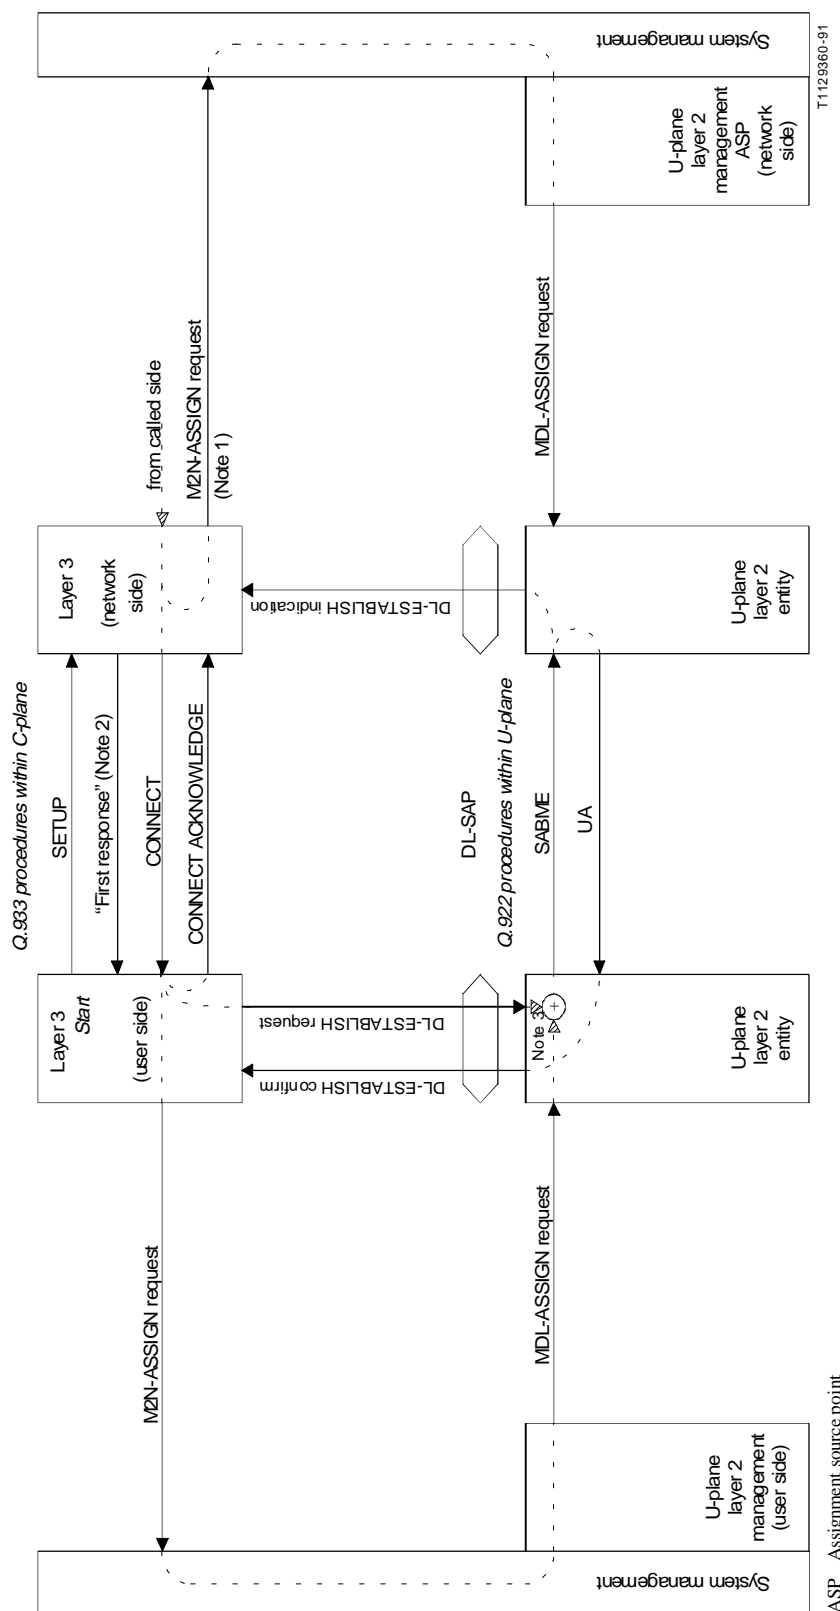 System management
U-plane
layer 2
management
ASP
(network
side)
T1129360-91
from called side
M2N-ASSIGN request
(Note 1)
MDL-ASSIGN request
Layer 3
(network
side)
DL-ESTABLISH indication
U-plane
layer 2
entity
Q.933 procedures within C-plane
SETUP
“First response” (Note 2)
CONNECT
CONNECT ACKNOWLEDGE
DL-SAP
Q.922 procedures within U-plane
SABME
UA
Layer 3
Start
(user side)
DL-ESTABLISH request
DL-ESTABLISH confirm
Note 3
U-plane
layer 2
entity
M2N-ASSIGN request
MDL-ASSIGN request
System management
U-plane
layer 2
management
(user side)
ASP Assignment source point